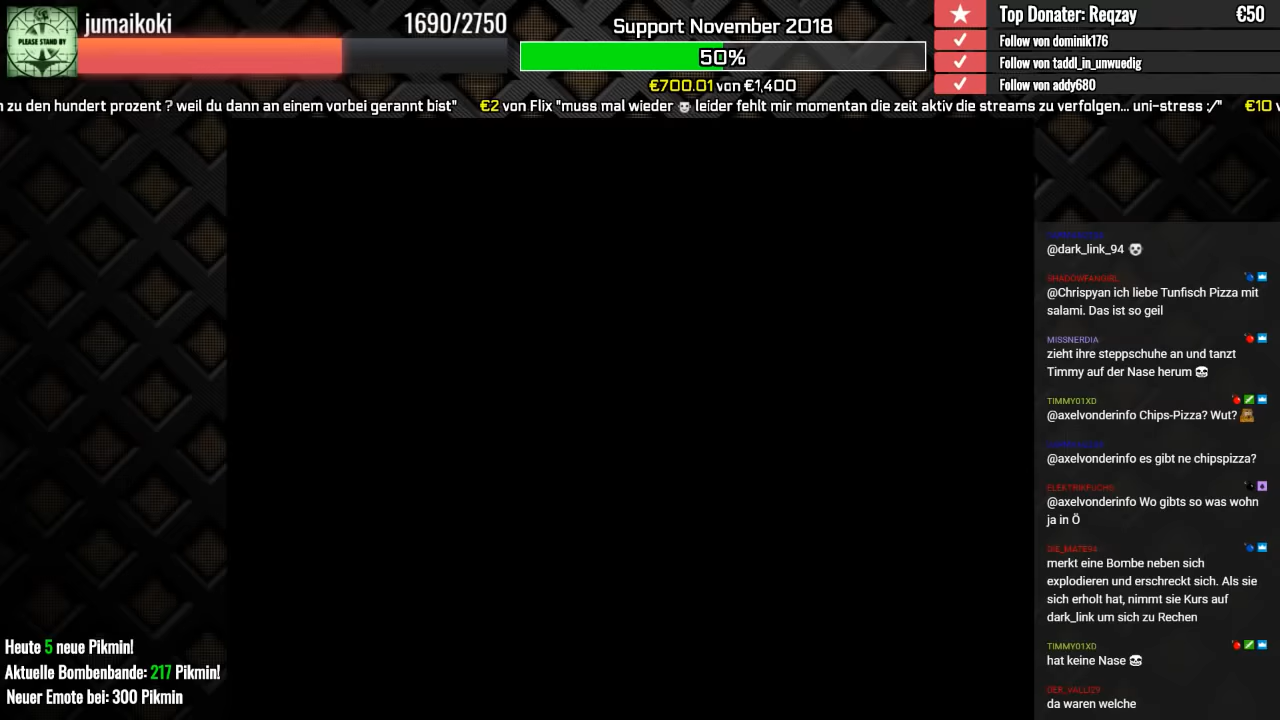 jumaikoki
1690/2750
PLEASE STAND BY
Support November 2018
50%
€700.01 von €1,400
Top Donater: Reqzay €50
Follow von dominik176
Follow von taddl_in_unwuedig
Follow von addy680
n zu den hundert prozent ? weil du dann an einem vorbei gerannt bist" €2 von Flix "muss mal wieder leider fehlt mir momentan die zeit aktiv die streams zu verfolgen... uni-stress :/" €10 v
@dark_link_94
SHADOWFANGIRL
@Chrispyan ich liebe Tunfisch Pizza mit
salami. Das ist so geil
MISSNERDIA
zieht ihre steppschuhe an und tanzt
Timmy auf der Nase herum
TIMMY01XD
@axelvonderinfo Chips-Pizza? Wut?
@axelvonderinfo es gibt ne chipspizza?
ELEKTRIKFUCHS
@axelvonderinfo Wo gibts so was wohn
ja in Ö
DIE_MATE94
merkt eine Bombe neben sich
explodieren und erschreckt sich. Als sie
sich erholt hat, nimmt sie Kurs auf
dark_link um sich zu Rechen
TIMMY01XD
hat keine Nase
DER_VALLI29
da waren welche
Heute 5 neue Pikmin!
Aktuelle Bombenbande: 217 Pikmin!
Neuer Emote bei: 300 Pikmin